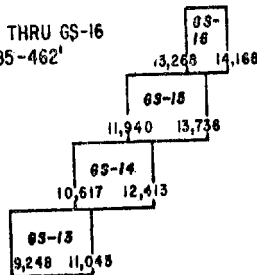 GS-
16
THRU GS-16
13,268 14,168
85-462'
GS-15
11,940 13,736
GS-14
10,617 12,413
GS-13
9,248 11,045